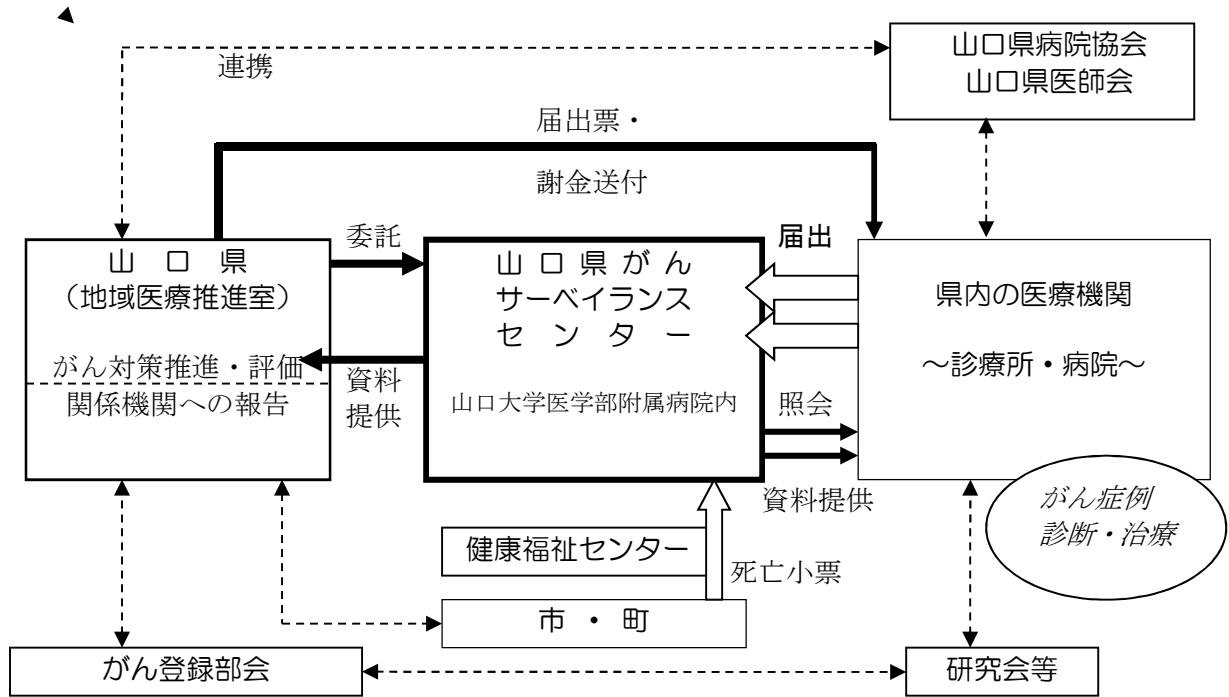 山口県病院協会
山口県医師会
連携
届出票・
謝金送付
山　口　県
（地域医療推進室）
がん対策推進・評価
関係機関への報告
委託
資料
提供
山 口 県 が ん
サーベイランス
セ ン タ ー
山口大学医学部附属病院内
届出
照会
資料提供
県内の医療機関
～診療所・病院～
がん症例
診断・治療
健康福祉センター
死亡小票
市 ・ 町
がん登録部会
研究会等